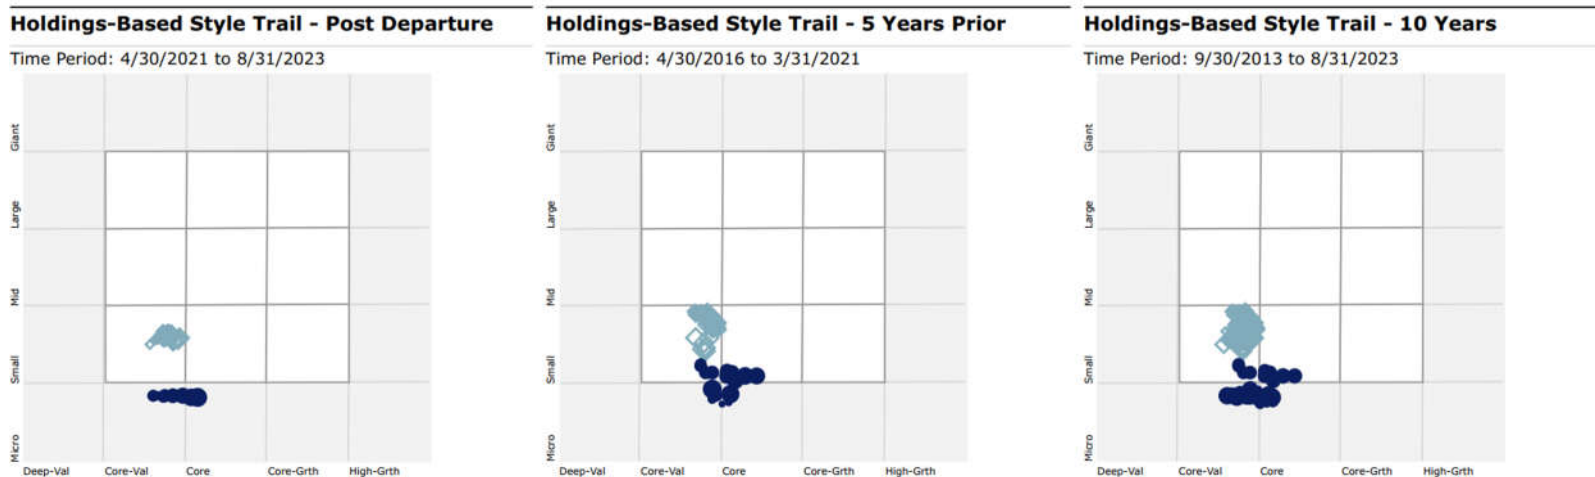 Holdings-Based Style Trail - Post Departure
Time Period: 4/30/2021 to 8/31/2023
Giant
Large
Mid
Small
Micro
Deep-Val Core-Val Core Core-Grth High-Grth
Holdings-Based Style Trail - 5 Years Prior
Time Period: 4/30/2016 to 3/31/2021
Giant
Large
Mid
Small
Micro
Deep-Val Core-Val Core Core-Grth High-Grth
Holdings-Based Style Trail - 10 Years
Time Period: 9/30/2013 to 8/31/2023
Giant
Large
Mid
Small
Micro
Deep-Val Core-Val Core Core-Grth High-Grth